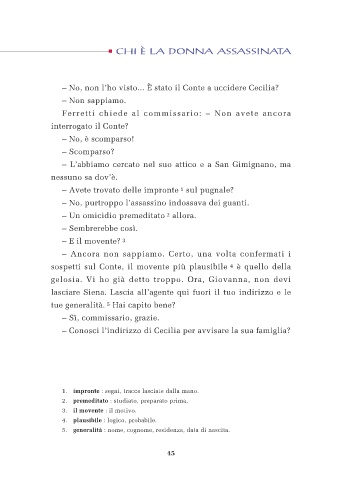 CHI È LA DONNA ASSASSINATA
– No, non l'ho visto... È stato il Conte a uccidere Cecilia?
– Non sappiamo.
Ferretti chiede al commissario: – Non avete ancora
interrogato il Conte?
– No, è scomparso!
– Scomparso?
– L'abbiamo cercato nel suo attico e a San Gimignano, ma
nessuno sa dov'è.
– Avete trovato delle impronte 1 sul pugnale?
– No, purtroppo l'assassino indossava dei guanti.
– Un omicidio premeditato 2 allora.
– Sembrerebbe così.
– E il movente? 3
– Ancora non sappiamo. Certo, una volta confermati i
sospetti sul Conte, il movente più plausibile 4 è quello della
gelosia. Vi ho già detto troppo. Ora, Giovanna, non devi
lasciare Siena. Lascia all'agente qui fuori il tuo indirizzo e le
tue generalità. 5 Hai capito bene?
– Sì, commissario, grazie.
– Conosci l'indirizzo di Cecilia per avvisare la sua famiglia?
1. impronte : segni, tracce lasciate dalla mano.
2. premeditato : studiato, preparato prima.
3. il movente : il motivo.
4. plausibile : logico, probabile.
5. generalità : nome, cognome, residenza, data di nascita.
45